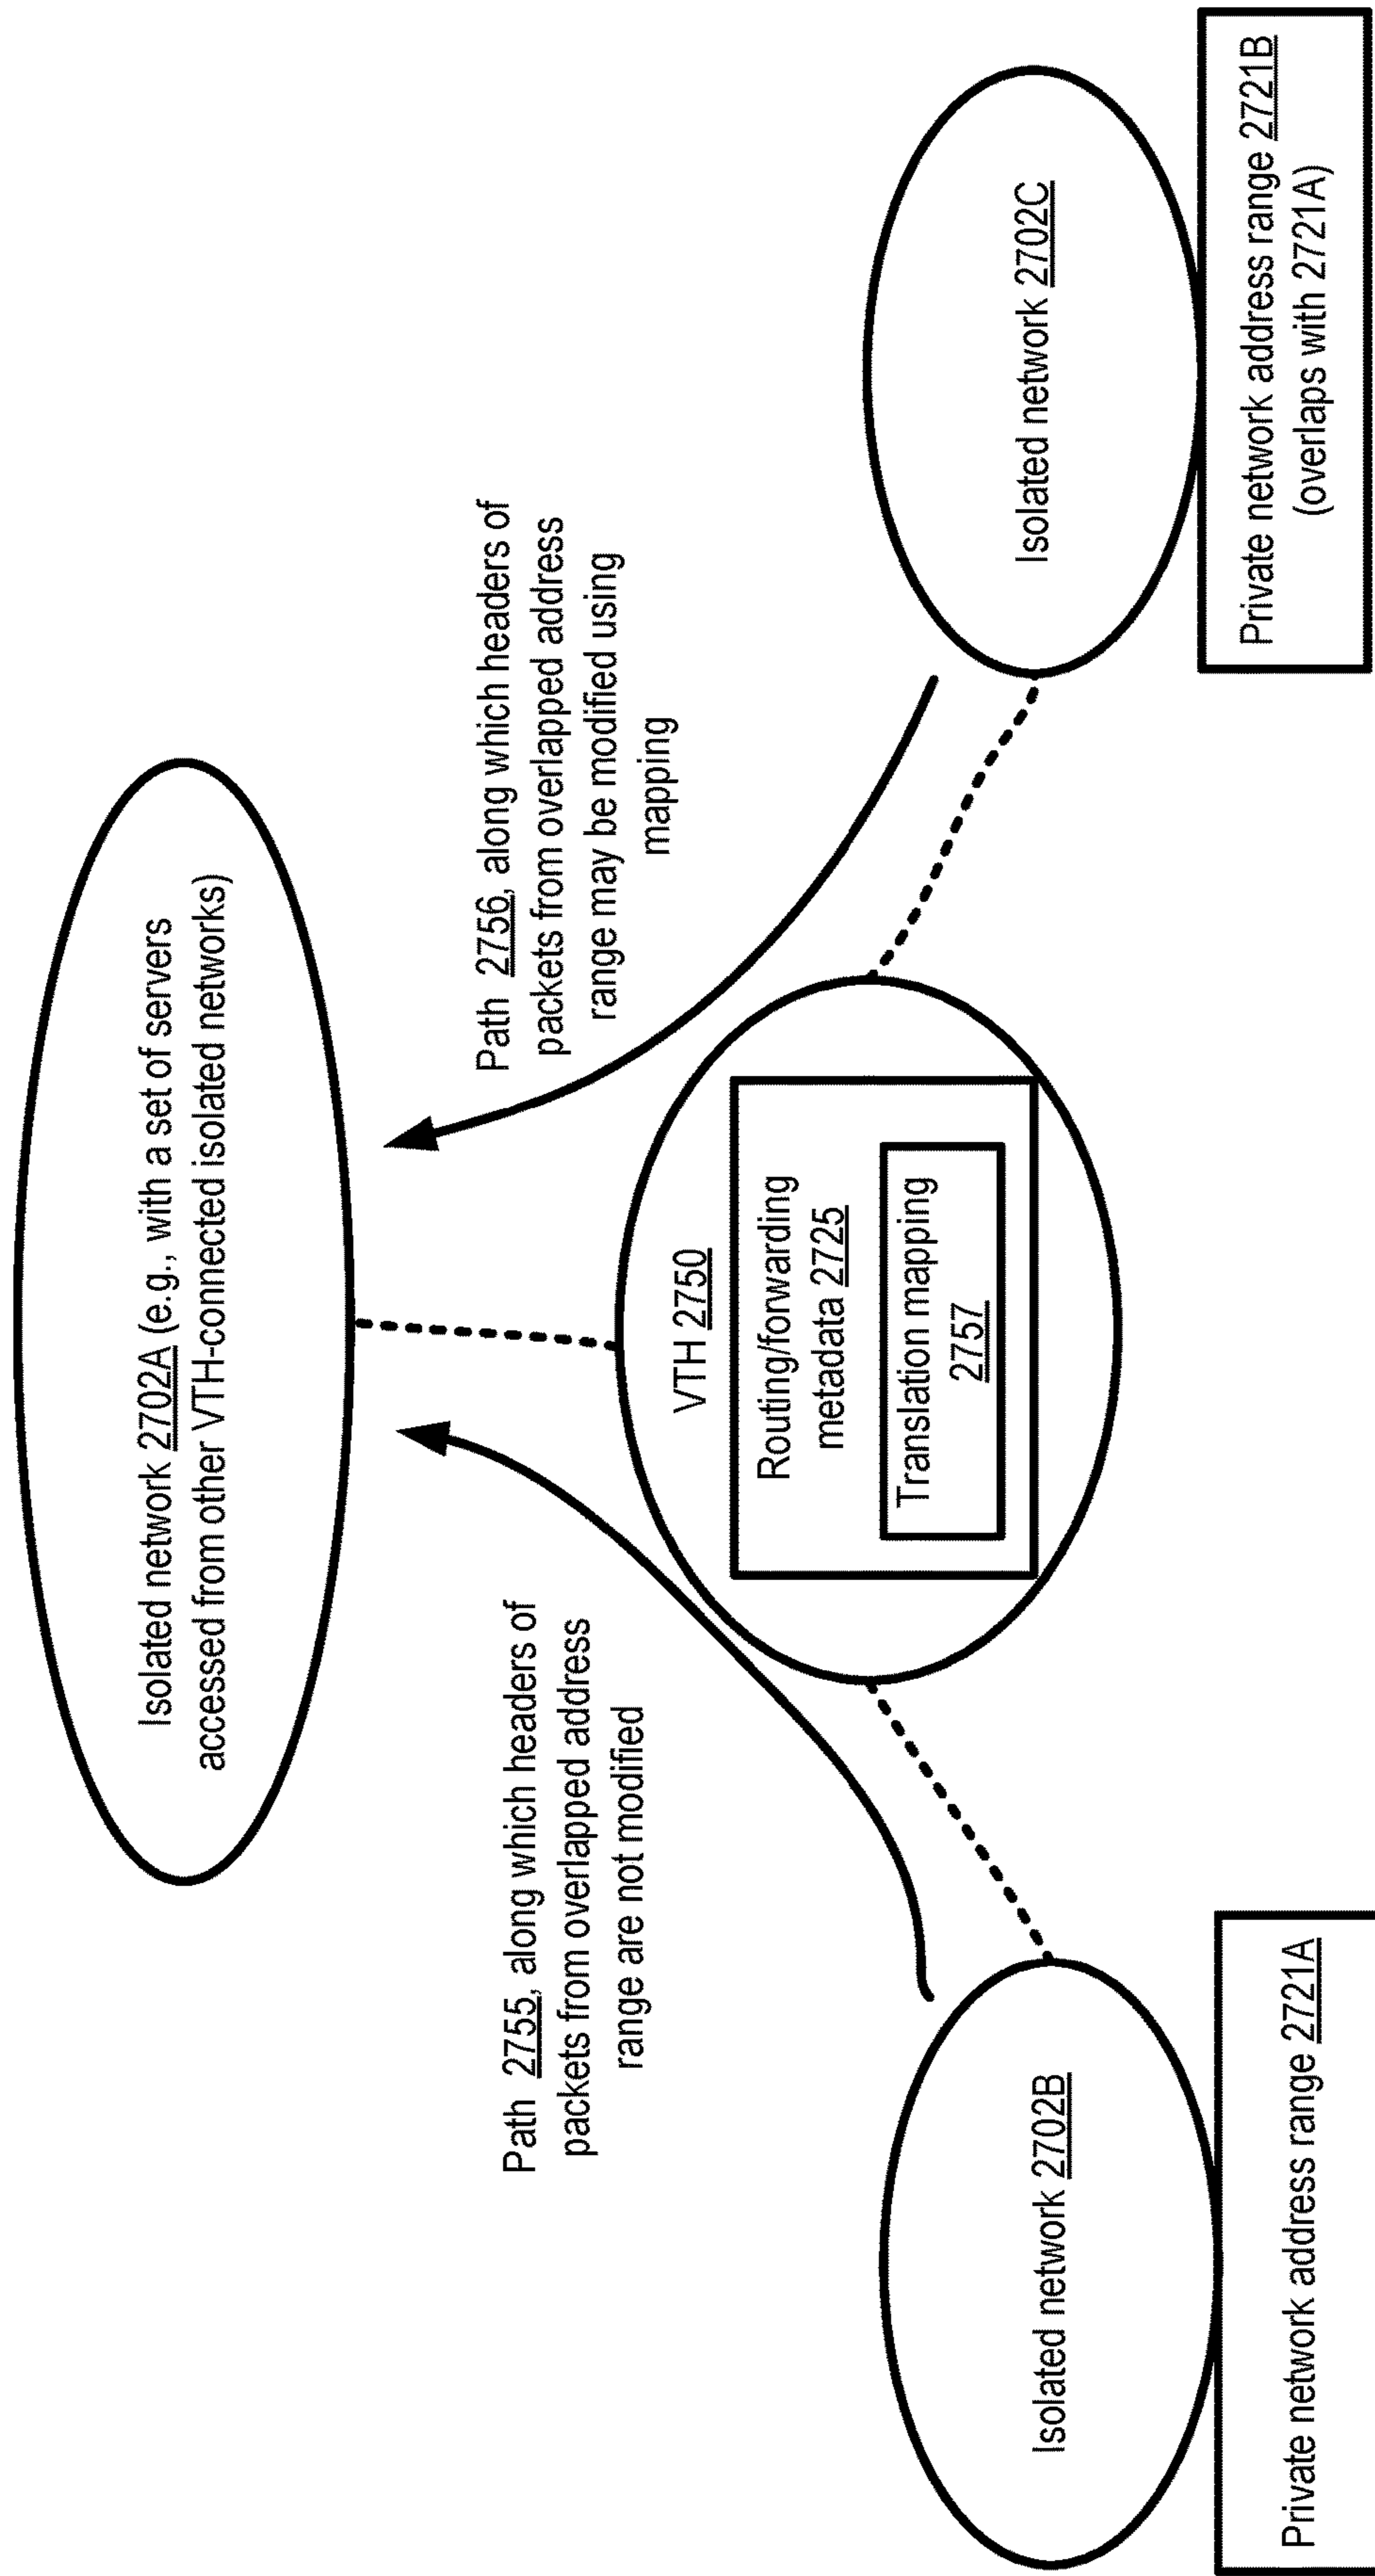 Isolated network 2702A (e.g., with a set of servers
accessed from other VTH-connected isolated networks)
Path 2755, along which headers of
packets from overlapped address
range are not modified
Path 2756, along which headers of
packets from overlapped address
range may be modified using
mapping
VTH 2750
Routing/forwarding
metadata 2725
Translation mapping
2757
Isolated network 2702B
Isolated network 2702C
Private network address range 2721A
Private network address range 2721B
(overlaps with 2721A)